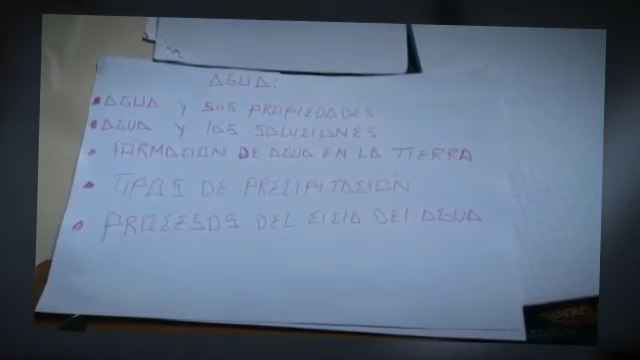 AGUA:
• AGUA Y SUS PROPIEDADES
• AGUA Y LAS SOLUCIONES
• FORMACION DE AGUA EN LA TIERRA
• TIPOS DE PRECIPITACIÓN
• PROCESOS DEL CICLO DEL AGUA